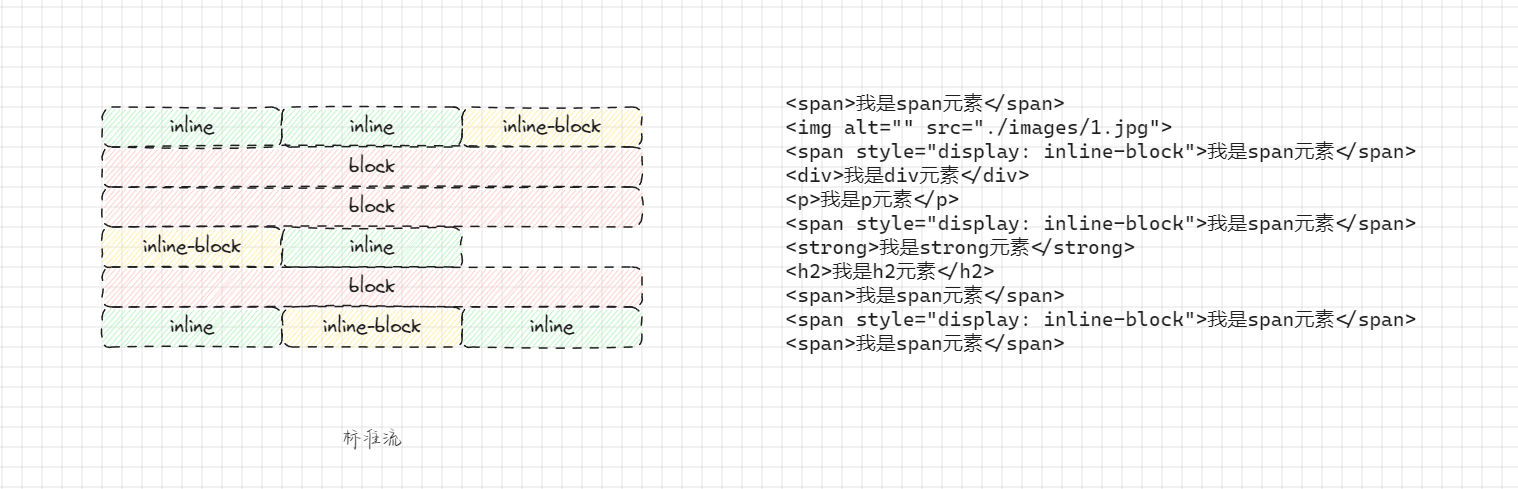 inline inline inline-block
block
block
inline-block inline
block
inline inline-block inline
标准流
<span>我是span元素</span>
<img alt="" src="./images/1.jpg">
<span style="display: inline-block">我是span元素</span>
<div>我是div元素</div>
<p>我是p元素</p>
<span style="display: inline-block">我是span元素</span>
<strong>我是strong元素</strong>
<h2>我是h2元素</h2>
<span>我是span元素</span>
<span style="display: inline-block">我是span元素</span>
<span>我是span元素</span>